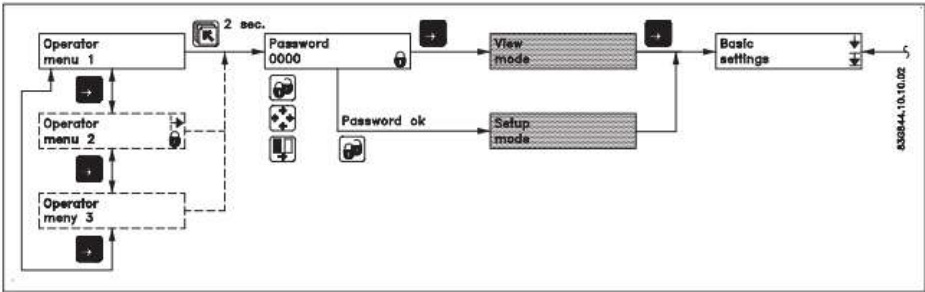 2 sec.
Operator
menu 1
Password
0000
View
mode
Basic
settings
Operator
menu 2
Password ok
Setup
mode
Operator
meny 3
830844.10.10.02